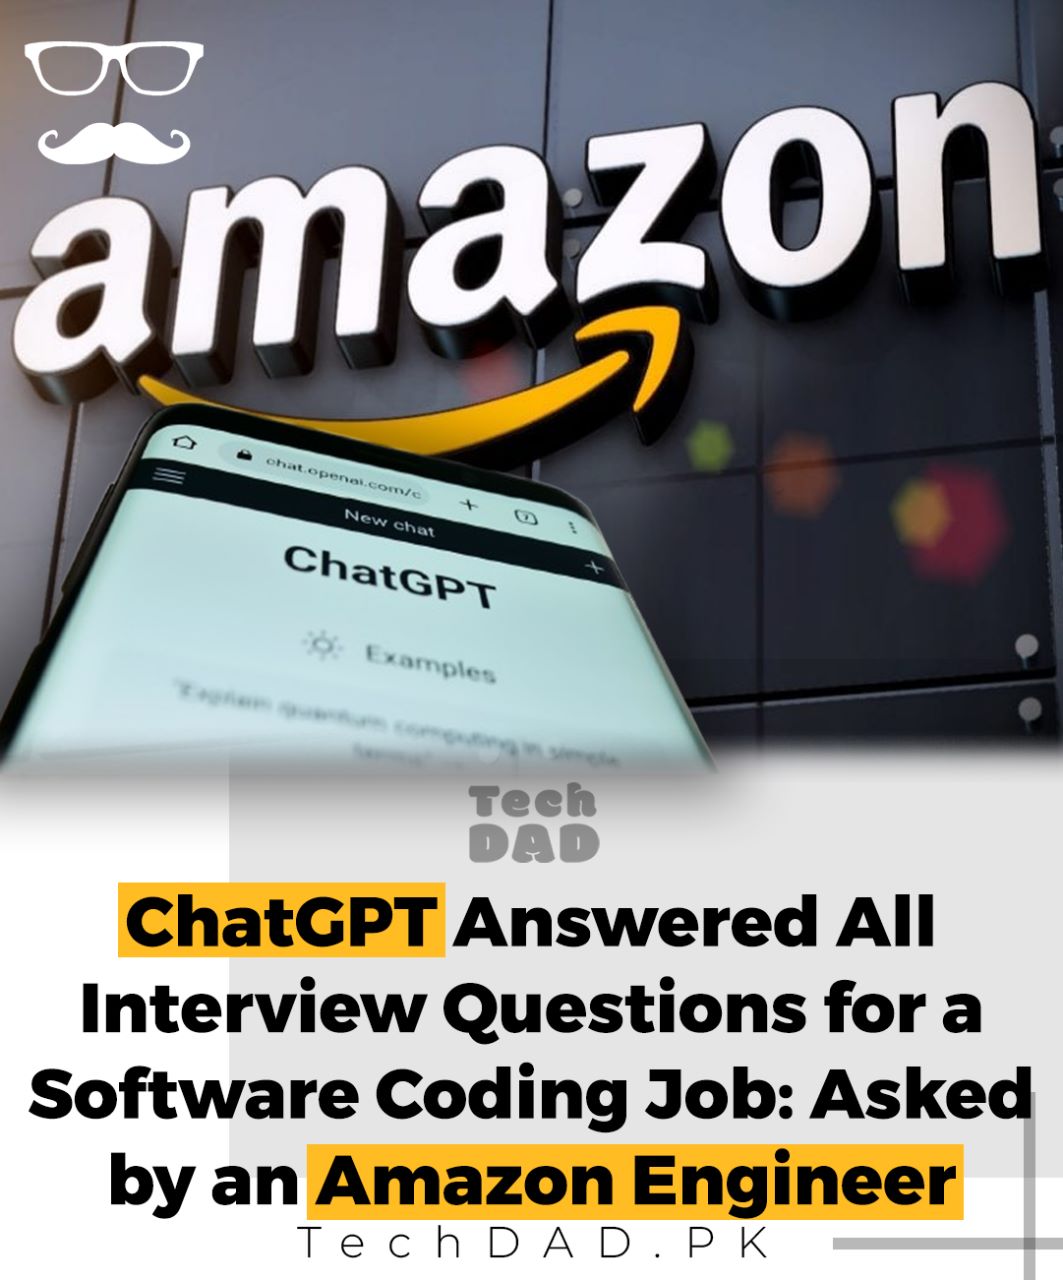 amazon
chat.openai.com/c
7
New chat
ChatGPT
Examples
"Explain quantum computing in simple
terms"
Tech
DAD
ChatGPT Answered All
Interview Questions for a
Software Coding Job: Asked
by an Amazon Engineer
TechDAD.PK